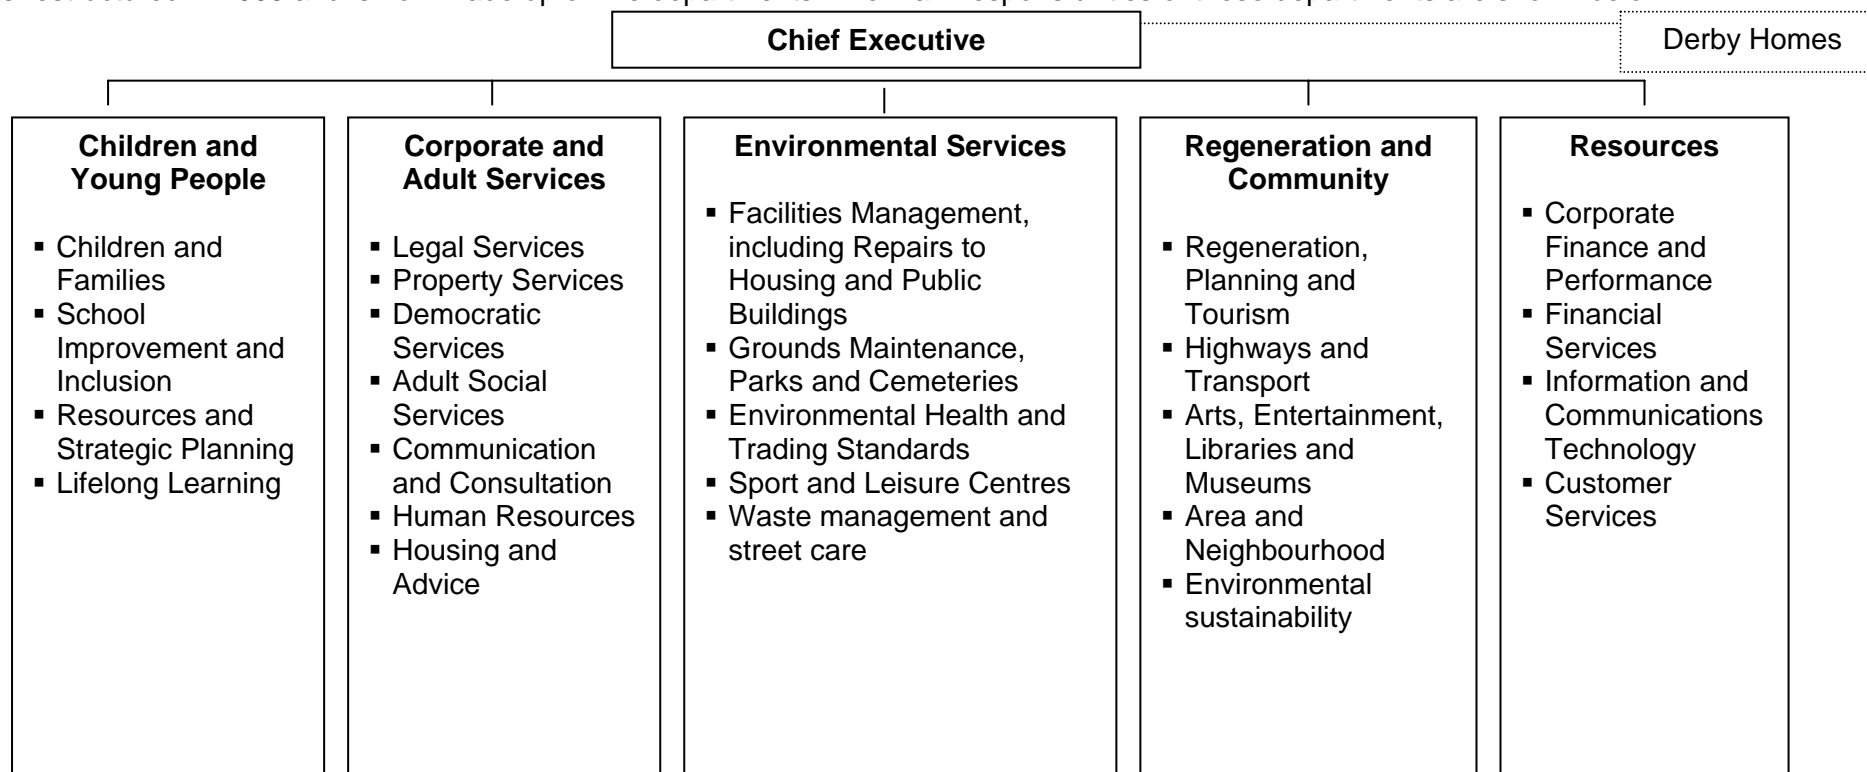 Chief Executive
Derby Homes
Children and
Young People
▪ Children and
Families
▪ School
Improvement and
Inclusion
▪ Resources and
Strategic Planning
▪ Lifelong Learning
Corporate and
Adult Services
▪ Legal Services
▪ Property Services
▪ Democratic
Services
▪ Adult Social
Services
▪ Communication
and Consultation
▪ Human Resources
▪ Housing and
Advice
Environmental Services
▪ Facilities Management,
including Repairs to
Housing and Public
Buildings
▪ Grounds Maintenance,
Parks and Cemeteries
▪ Environmental Health and
Trading Standards
▪ Sport and Leisure Centres
▪ Waste management and
street care
Regeneration and
Community
▪ Regeneration,
Planning and
Tourism
▪ Highways and
Transport
▪ Arts, Entertainment,
Libraries and
Museums
▪ Area and
Neighbourhood
▪ Environmental
sustainability
Resources
▪ Corporate
Finance and
Performance
▪ Financial
Services
▪ Information and
Communications
Technology
▪ Customer
Services